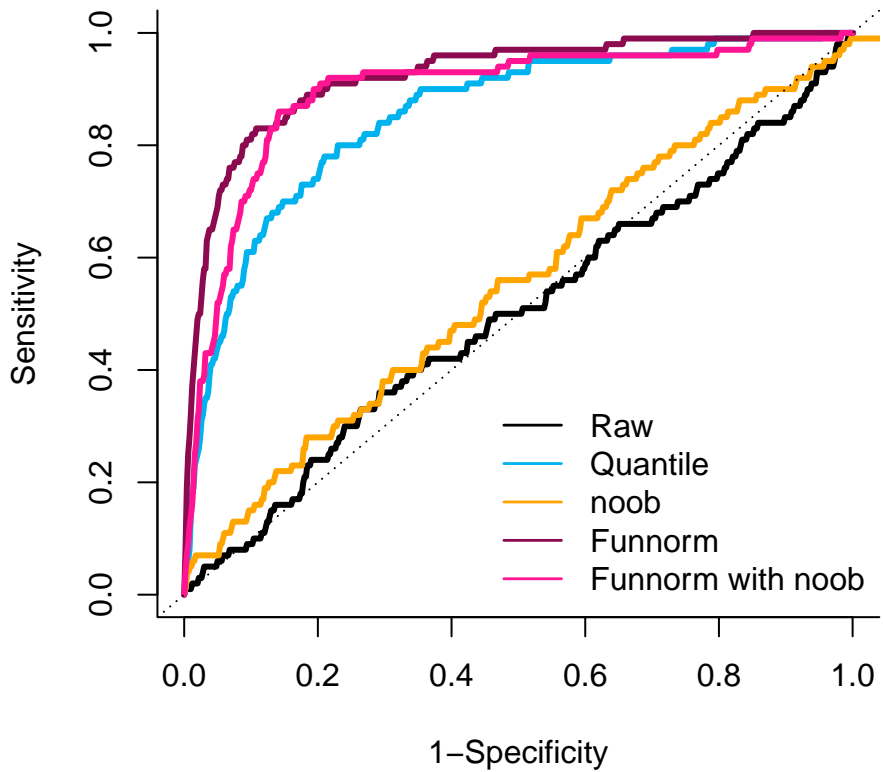 1.0
0.8
0.6
0.4
0.2
0.0
Sensitivity
Raw
Quantile
noob
Funnorm
Funnorm with noob
0.0 0.2 0.4 0.6 0.8 1.0
1−Specificity